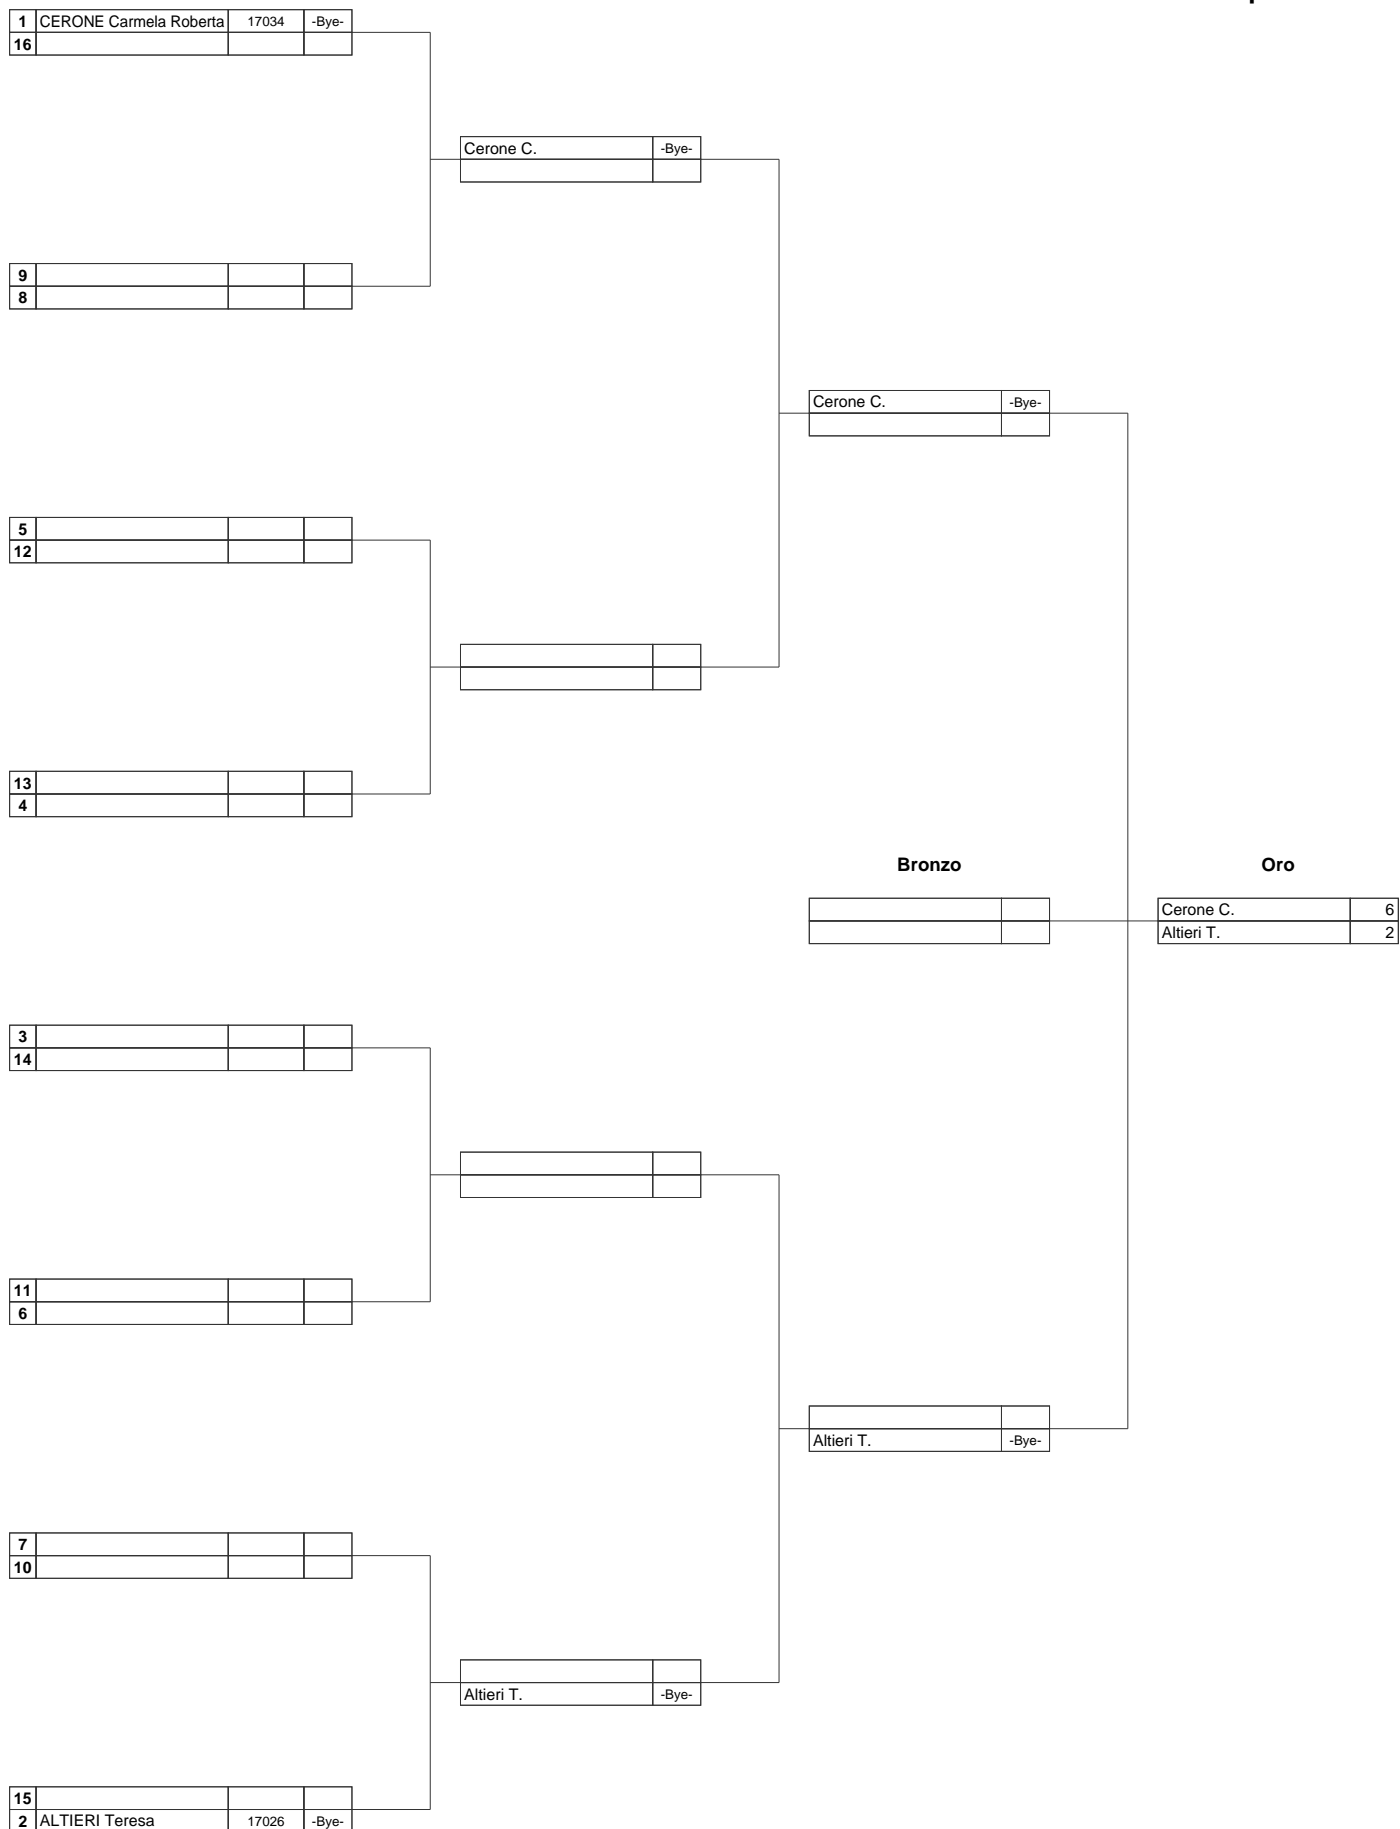 1 CERONE Carmela Roberta 17034 -Bye-
16
Cerone C. -Bye-
9
8
Cerone C. -Bye-
5
12
13
4
Bronzo Oro
Cerone C. 6
Altieri T. 2
3
14
11
6
Altieri T. -Bye-
7
10
Altieri T. -Bye-
15
2 ALTIERI Teresa 17026 -Bye-